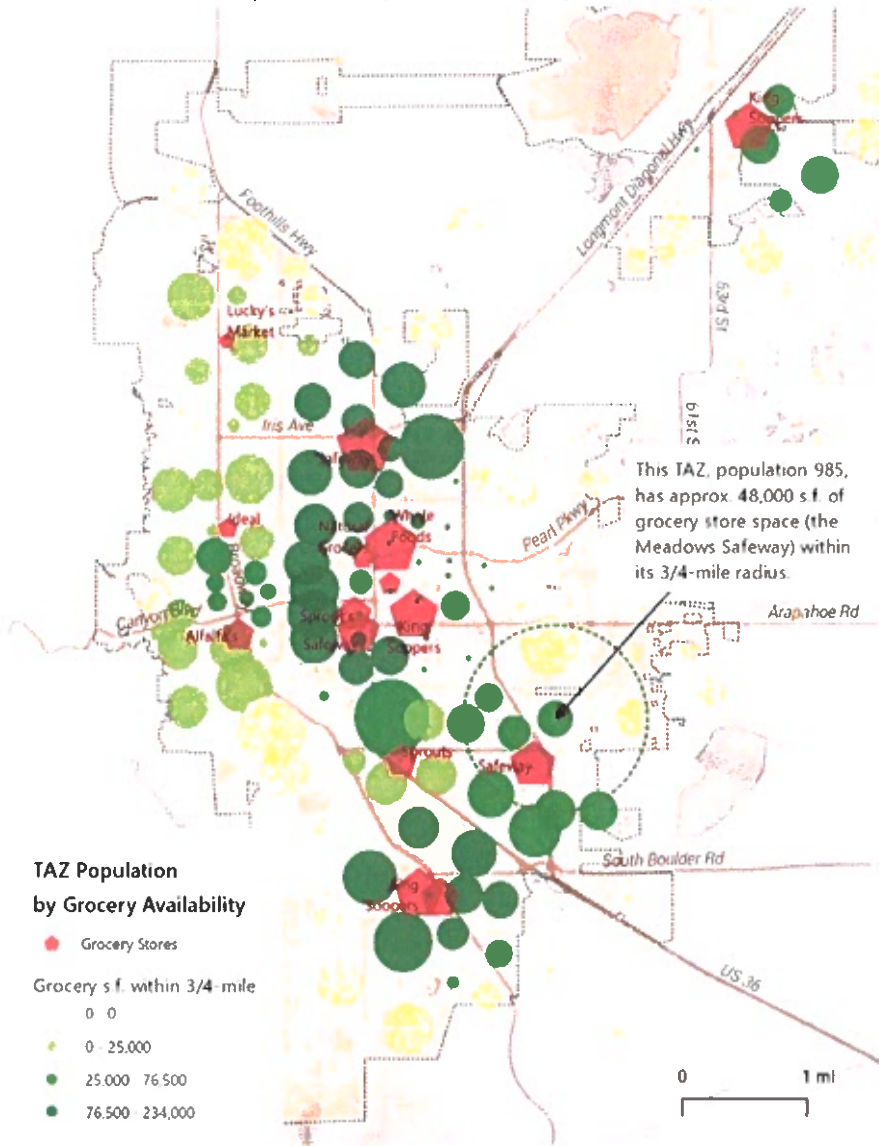 King
Soopers
Longmont Diagonal Hwy
Foothills Hwy
63rd St
Lucky's
Market
61st S
Iris Ave
Safeway
This TAZ, population 985,
has approx. 48,000 s.f. of
grocery store space (the
Meadows Safeway) within
its 3/4-mile radius.
Ideal
Natural
Grocers
Whole
Foods
Pearl Pkwy
Broadway
Canyon Blvd
Alfalfa's
Sprouts
Safeway
King
Soopers
Arapahoe Rd
Sprouts
Safeway
South Boulder Rd
King
Soopers
US 36
TAZ Population
by Grocery Availability
Grocery Stores
Grocery s.f. within 3/4-mile
0 0
0 - 25,000
25,000 76,500
76,500 234,000
0 1 mi